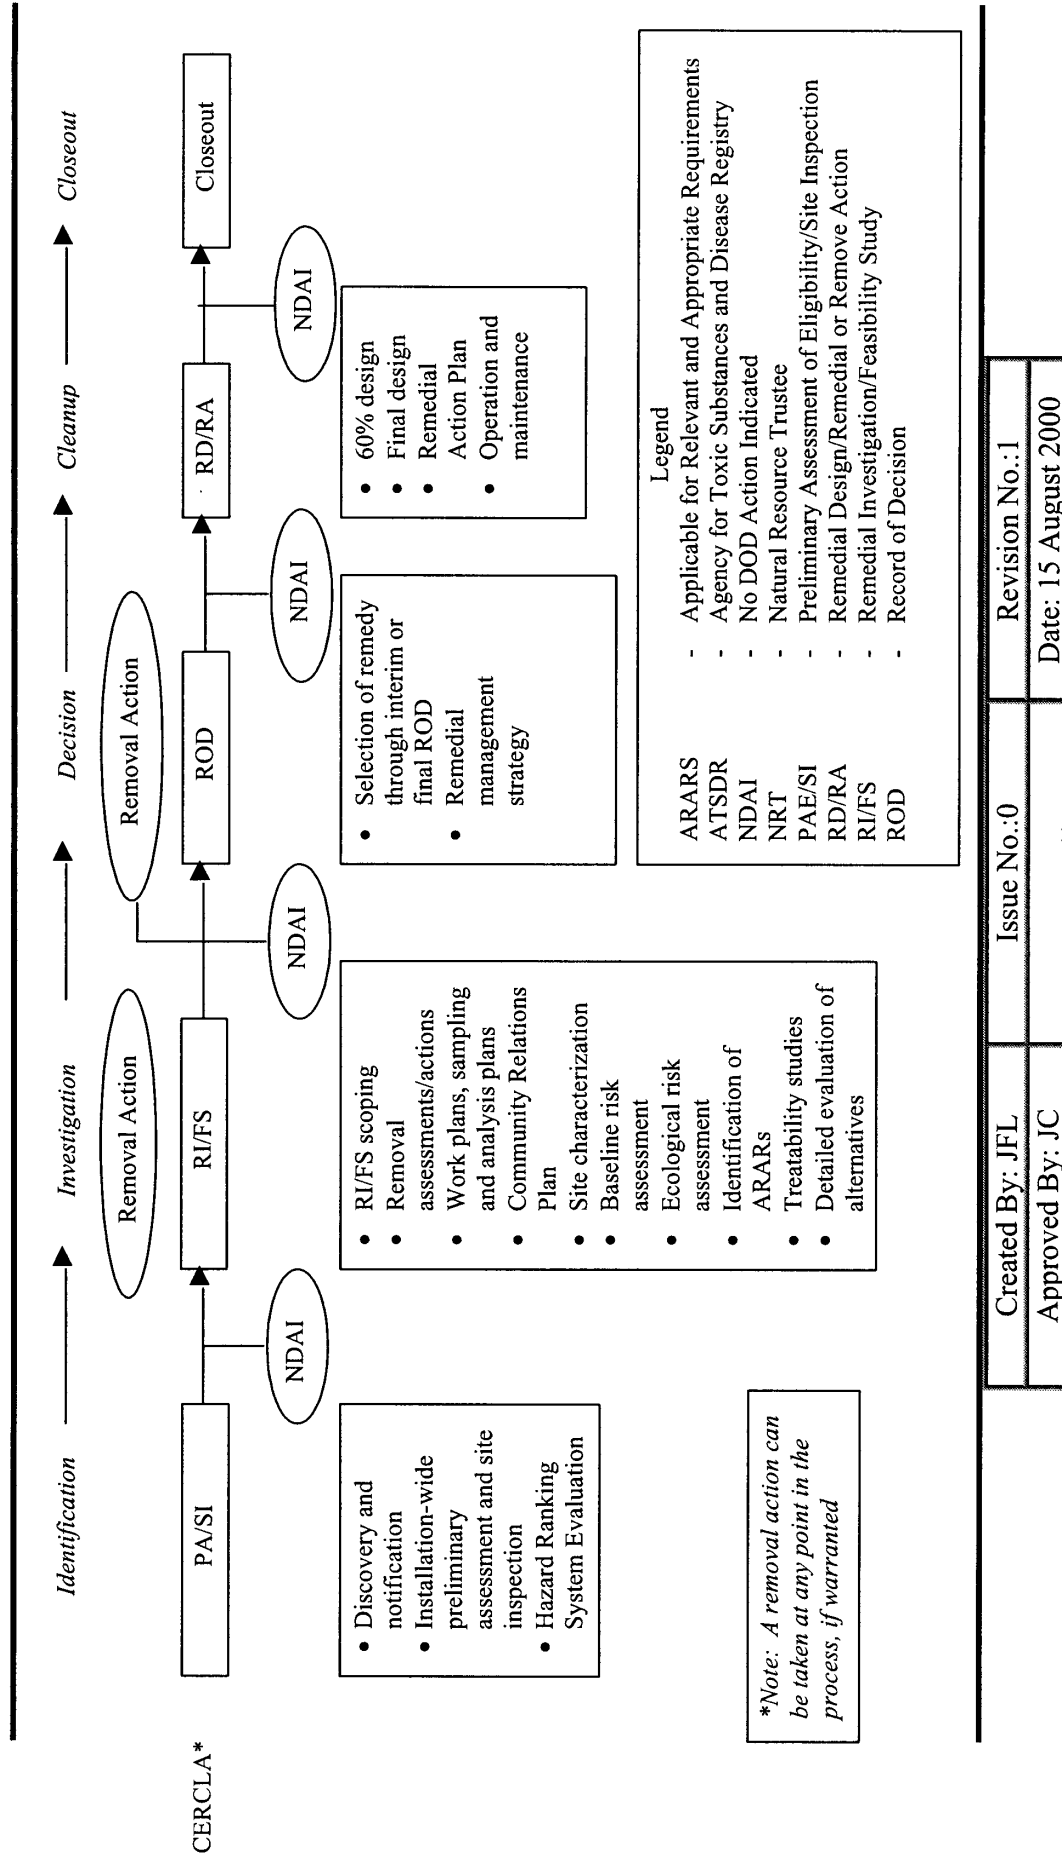 Identification
Investigation
Decision
Cleanup
Closeout
Removal Action
Removal Action
CERCLA*
PA/SI
RI/FS
ROD
RD/RA
Closeout
NDAI
NDAI
NDAI
NDAI
• Discovery and
notification
• Installation-wide
preliminary
assessment and site
inspection
• Hazard Ranking
System Evaluation
• RI/FS scoping
• Removal
assessments/actions
• Work plans, sampling
and analysis plans
• Community Relations
Plan
• Site characterization
• Baseline risk
assessment
• Ecological risk
assessment
• Identification of
ARARs
• Treatability studies
• Detailed evaluation of
alternatives
• Selection of remedy
through interim or
final ROD
• Remedial
management
strategy
• 60% design
• Final design
• Remedial
Action Plan
• Operation and
maintenance
*Note: A removal action can
be taken at any point in the
process, if warranted
Legend
ARARS - Applicable for Relevant and Appropriate Requirements
ATSDR - Agency for Toxic Substances and Disease Registry
NDAI - No DOD Action Indicated
NRT - Natural Resource Trustee
PAE/SI - Preliminary Assessment of Eligibility/Site Inspection
RD/RA - Remedial Design/Remedial or Remove Action
RI/FS - Remedial Investigation/Feasibility Study
ROD - Record of Decision
Created By: JFL Issue No.:0 Revision No.:1
Approved By: JC Date: 15 August 2000